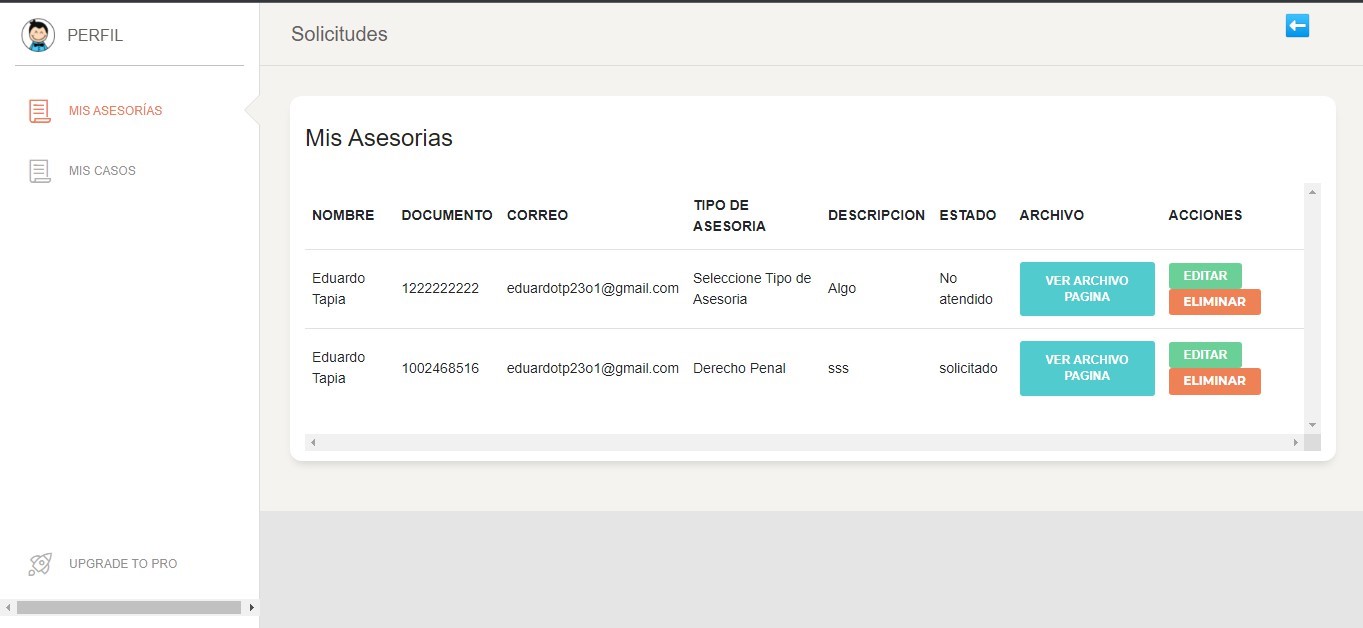 PERFIL
Solicitudes
MIS ASESORÍAS
MIS CASOS
Mis Asesorias
NOMBRE DOCUMENTO CORREO TIPO DE ASESORIA DESCRIPCION ESTADO ARCHIVO ACCIONES
Eduardo Tapia 1222222222 eduardotp23o1@gmail.com Seleccione Tipo de Asesoria Algo No atendido VER ARCHIVO PAGINA EDITAR ELIMINAR
Eduardo Tapia 1002468516 eduardotp23o1@gmail.com Derecho Penal sss solicitado VER ARCHIVO PAGINA EDITAR ELIMINAR
UPGRADE TO PRO